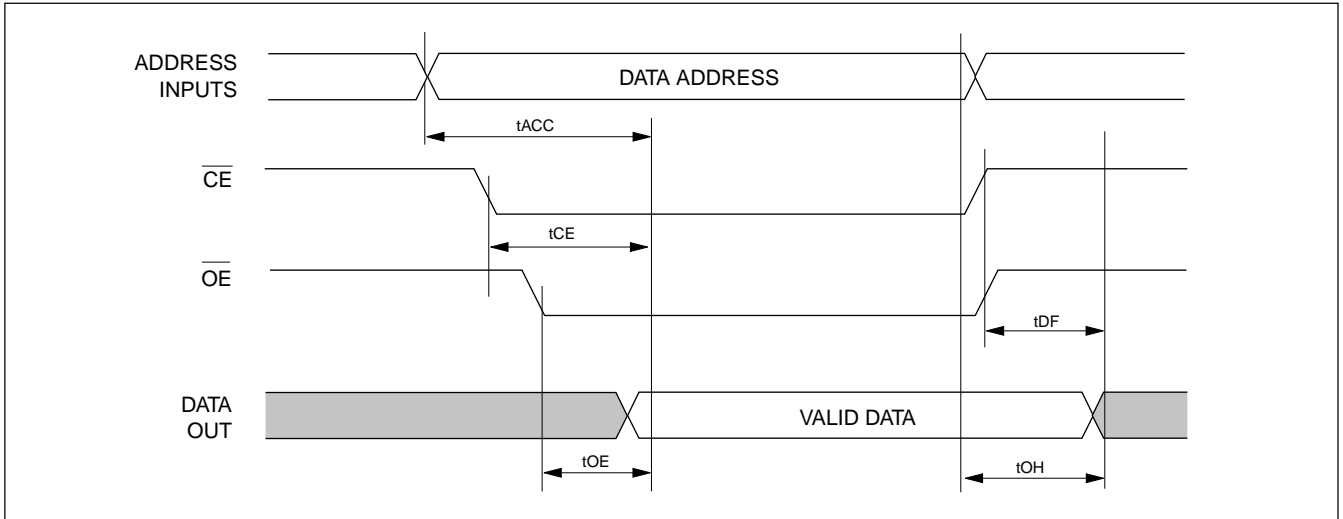 ADDRESS
INPUTS
DATA ADDRESS
tACC
CE
tCE
OE
tDF
DATA
OUT
VALID DATA
tOE
tOH